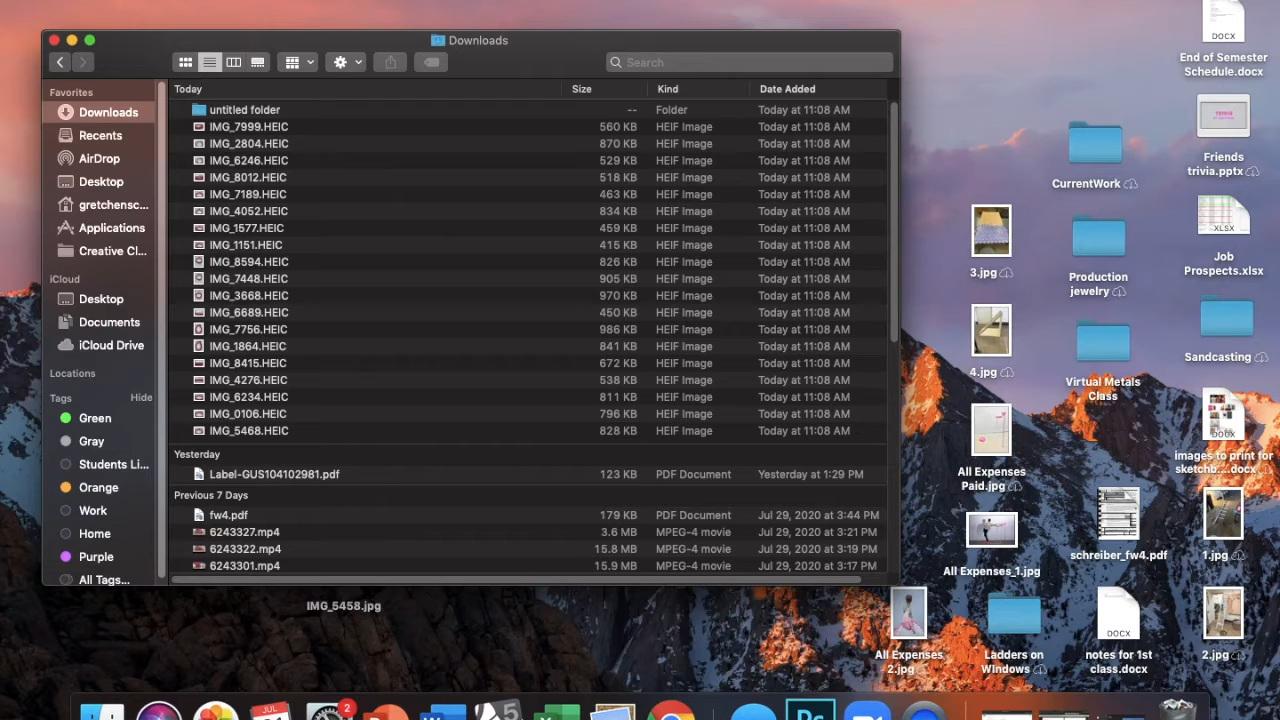 Downloads
Search
Favorites
Downloads
Recents
AirDrop
Desktop
gretchensc...
Applications
Creative Cl...
iCloud
Desktop
Documents
iCloud Drive
Locations
Tags Hide
Green
Gray
Students Li...
Orange
Work
Home
Purple
All Tags...
Today Size Kind Date Added
untitled folder -- Folder Today at 11:08 AM
IMG_7999.HEIC 560 KB HEIF Image Today at 11:08 AM
IMG_2804.HEIC 870 KB HEIF Image Today at 11:08 AM
IMG_6246.HEIC 529 KB HEIF Image Today at 11:08 AM
IMG_8012.HEIC 518 KB HEIF Image Today at 11:08 AM
IMG_7189.HEIC 463 KB HEIF Image Today at 11:08 AM
IMG_4052.HEIC 834 KB HEIF Image Today at 11:08 AM
IMG_1577.HEIC 459 KB HEIF Image Today at 11:08 AM
IMG_1151.HEIC 415 KB HEIF Image Today at 11:08 AM
IMG_8594.HEIC 826 KB HEIF Image Today at 11:08 AM
IMG_7448.HEIC 905 KB HEIF Image Today at 11:08 AM
IMG_3668.HEIC 970 KB HEIF Image Today at 11:08 AM
IMG_6689.HEIC 450 KB HEIF Image Today at 11:08 AM
IMG_7756.HEIC 986 KB HEIF Image Today at 11:08 AM
IMG_1864.HEIC 841 KB HEIF Image Today at 11:08 AM
IMG_8415.HEIC 672 KB HEIF Image Today at 11:08 AM
IMG_4276.HEIC 538 KB HEIF Image Today at 11:08 AM
IMG_6234.HEIC 811 KB HEIF Image Today at 11:08 AM
IMG_0106.HEIC 796 KB HEIF Image Today at 11:08 AM
IMG_5468.HEIC 828 KB HEIF Image Today at 11:08 AM
Yesterday
Label-GUS104102981.pdf 123 KB PDF Document Yesterday at 1:29 PM
Previous 7 Days
fw4.pdf 179 KB PDF Document Jul 29, 2020 at 3:44 PM
6243327.mp4 3.6 MB MPEG-4 movie Jul 29, 2020 at 3:21 PM
6243322.mp4 15.8 MB MPEG-4 movie Jul 29, 2020 at 3:19 PM
6243301.mp4 15.9 MB MPEG-4 movie Jul 29, 2020 at 3:17 PM
IMG_5458.jpg
DOCX
End of Semester
Schedule.docx
Friends
trivia.pptx
CurrentWork
XLSX
Job
Prospects.xlsx
3.jpg
Production
jewelry
Sandcasting
4.jpg
Virtual Metals
Class
DOCX
images to print for
sketchb....docx
All Expenses
Paid.jpg
schreiber_fw4.pdf
1.jpg
All Expenses_1.jpg
All Expenses
2.jpg
Ladders on
WIndows
DOCX
notes for 1st
class.docx
2.jpg
JUL
2
5
Ps